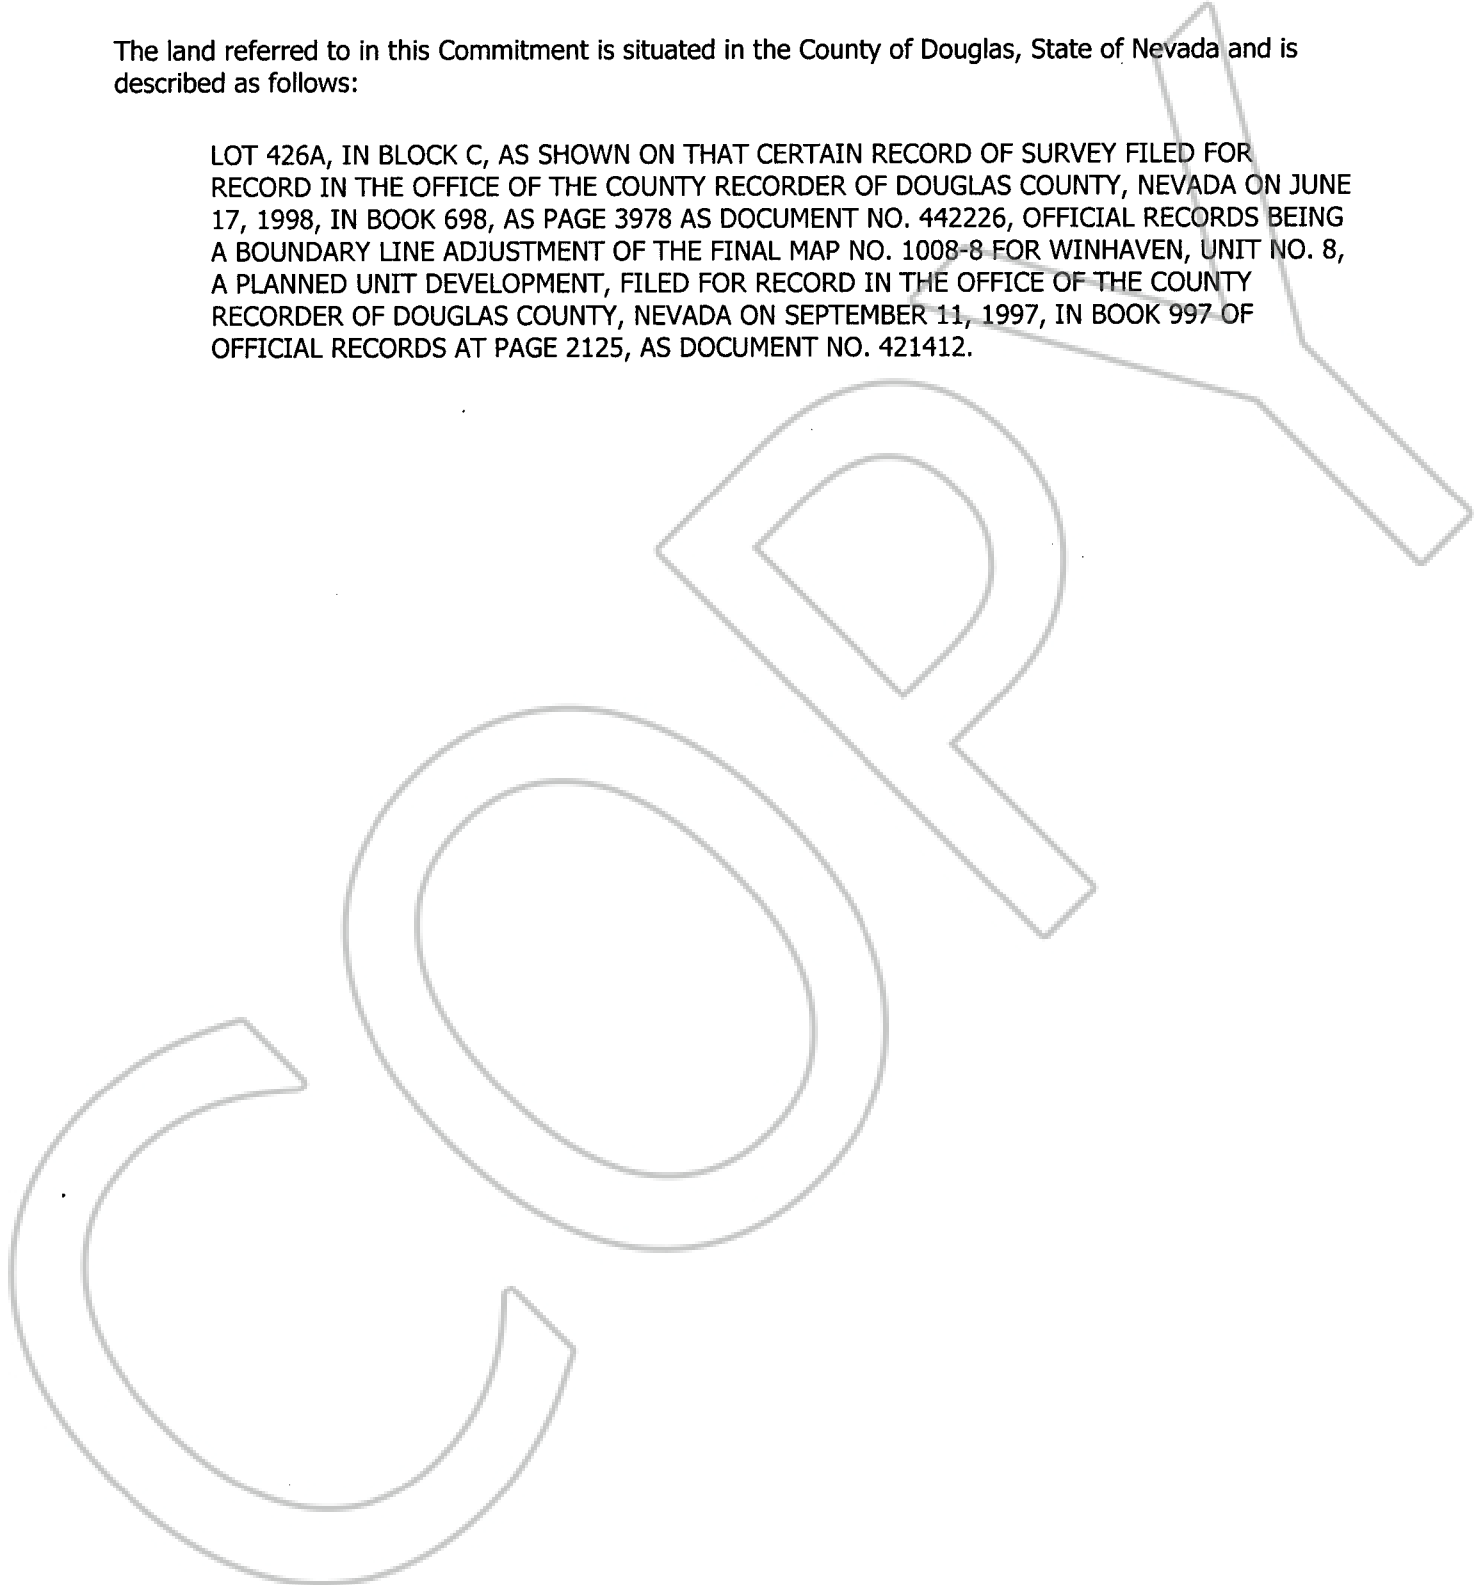 The land referred to in this Commitment is situated in the County of Douglas, State of Nevada and is
described as follows:
LOT 426A, IN BLOCK C, AS SHOWN ON THAT CERTAIN RECORD OF SURVEY FILED FOR
RECORD IN THE OFFICE OF THE COUNTY RECORDER OF DOUGLAS COUNTY, NEVADA ON JUNE
17, 1998, IN BOOK 698, AS PAGE 3978 AS DOCUMENT NO. 442226, OFFICIAL RECORDS BEING
A BOUNDARY LINE ADJUSTMENT OF THE FINAL MAP NO. 1008-8 FOR WINHAVEN, UNIT NO. 8,
A PLANNED UNIT DEVELOPMENT, FILED FOR RECORD IN THE OFFICE OF THE COUNTY
RECORDER OF DOUGLAS COUNTY, NEVADA ON SEPTEMBER 11, 1997, IN BOOK 997 OF
OFFICIAL RECORDS AT PAGE 2125, AS DOCUMENT NO. 421412.
COPY